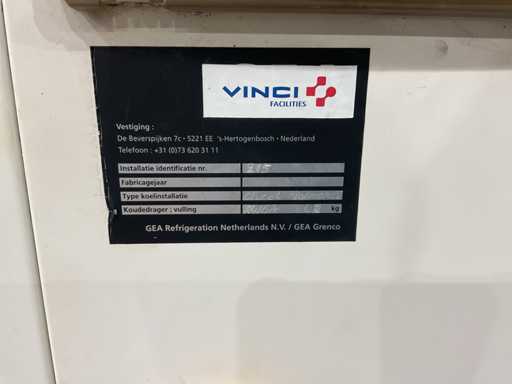 VINCI
FACILITIES
Vestiging :
De Beverspijken 7c • 5221 EE 's-Hertogenbosch • Nederland
Telefoon : +31 (0)73 620 31 11
Installatie identificatie nr.
Fabricagejaar
Type koelinstallatie
Koudedrager ; vulling kg
GEA Refrigeration Netherlands N.V. / GEA Grenco